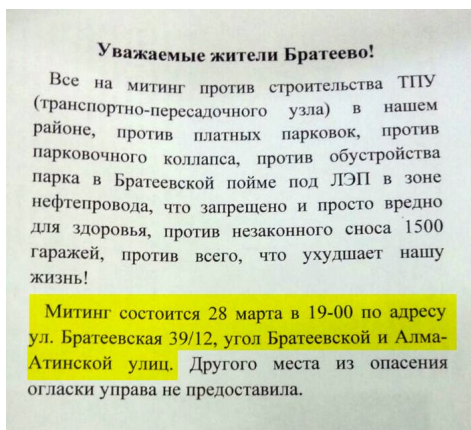 Уважаемые жители Братеево!
Все на митинг против строительства ТПУ
(транспортно-пересадочного узла) в нашем
районе, против платных парковок, против
парковочного коллапса, против обустройства
парка в Братеевской пойме под ЛЭП в зоне
нефтепровода, что запрещено и просто вредно
для здоровья, против незаконного сноса 1500
гаражей, против всего, что ухудшает нашу
жизнь!
Митинг состоится 28 марта в 19-00 по адресу
ул. Братеевская 39/12, угол Братеевской и Алма-
Атинской улиц. Другого места из опасения
огласки управа не предоставила.